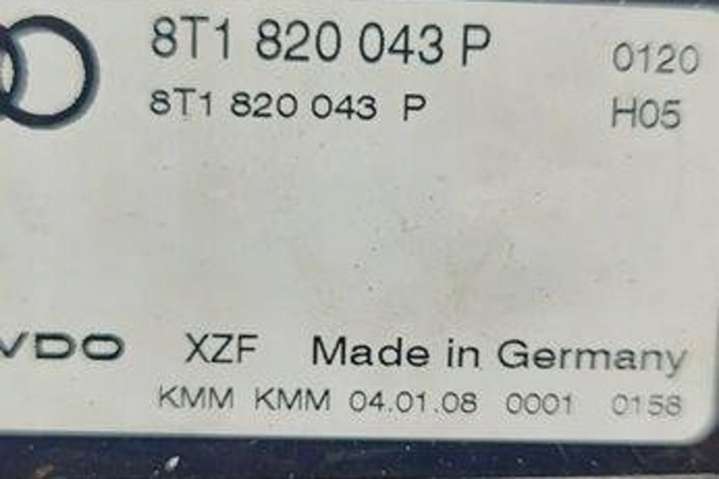 8T1 820 043 P 0120
8T1 820 043 P H05
VDO XZF Made in Germany
KMM KMM 04.01.08 0001 0158